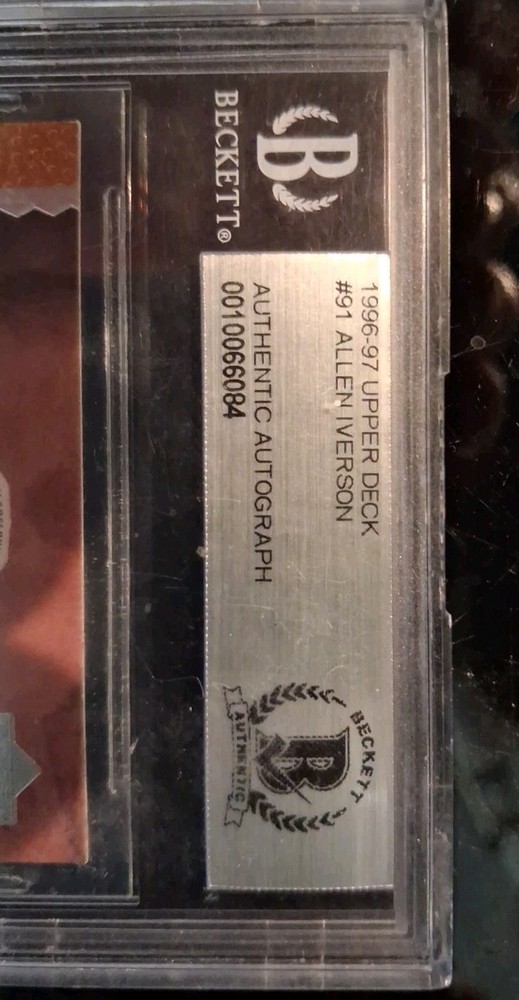 B
BECKETT®
1996-97 UPPER DECK
#91 ALLEN IVERSON
AUTHENTIC AUTOGRAPH
0010066084
BECKETT
B
AUTHENTIC